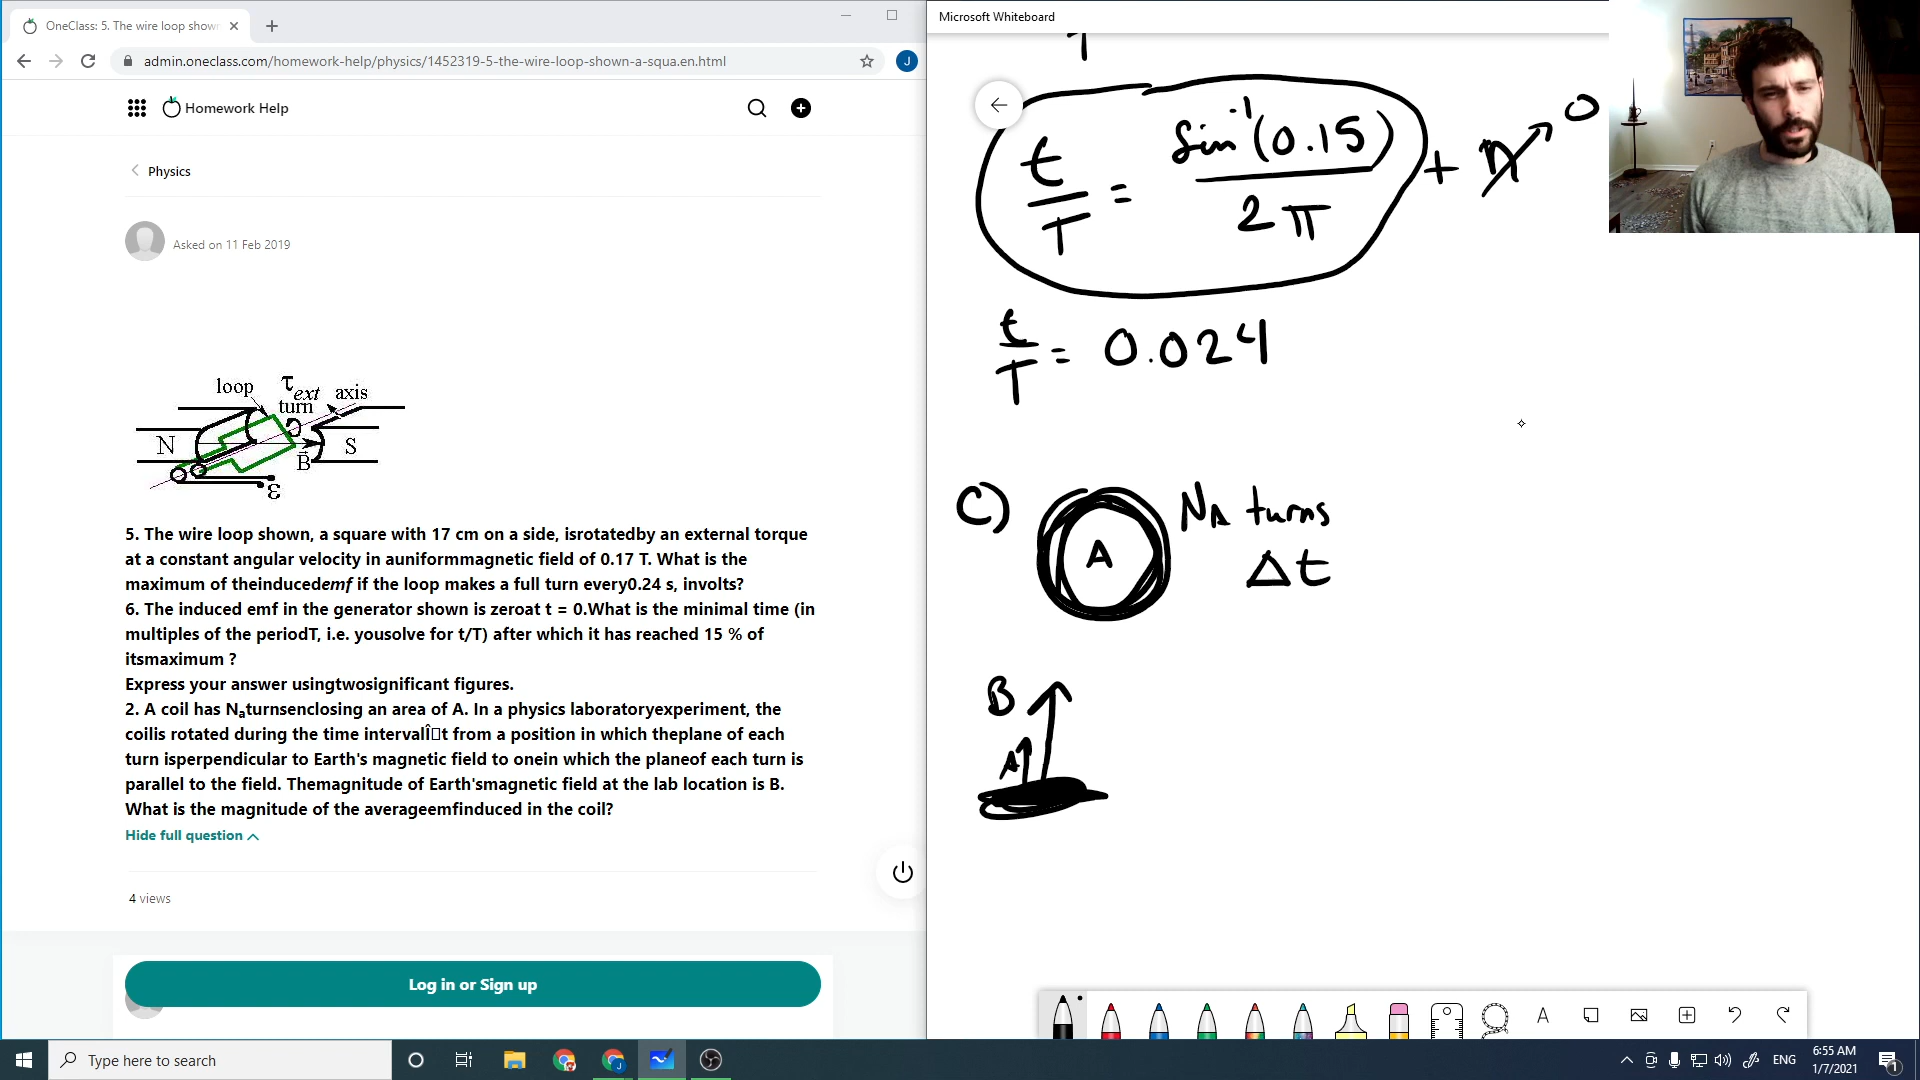 OneClass: 5. The wire loop shown
admin.oneclass.com/homework-help/physics/1452319-5-the-wire-loop-shown-a-squa.en.html
J
Homework Help
Physics
Asked on 11 Feb 2019
loop τext axis
turn
N
S
B
ε
5. The wire loop shown, a square with 17 cm on a side, isrotatedby an external torque
at a constant angular velocity in auniformmagnetic field of 0.17 T. What is the
maximum of theinducedemf if the loop makes a full turn every0.24 s, involts?
6. The induced emf in the generator shown is zeroat t = 0.What is the minimal time (in
multiples of the periodT, i.e. yousolve for t/T) after which it has reached 15 % of
itsmaximum ?
Express your answer usingtwosignificant figures.
2. A coil has Naturnsenclosing an area of A. In a physics laboratoryexperiment, the
coilis rotated during the time intervalÎ□t from a position in which theplane of each
turn isperpendicular to Earth's magnetic field to onein which the planeof each turn is
parallel to the field. Themagnitude of Earth'smagnetic field at the lab location is B.
What is the magnitude of the averageemfinduced in the coil?
Hide full question
4 views
Log in or Sign up
Microsoft Whiteboard
t/T = sin⁻¹(0.15)/2π + n 0
t/T = 0.024
C) A NA turns
Δt
B
A
A
Type here to search
J
ENG
6:55 AM
1/7/2021
1